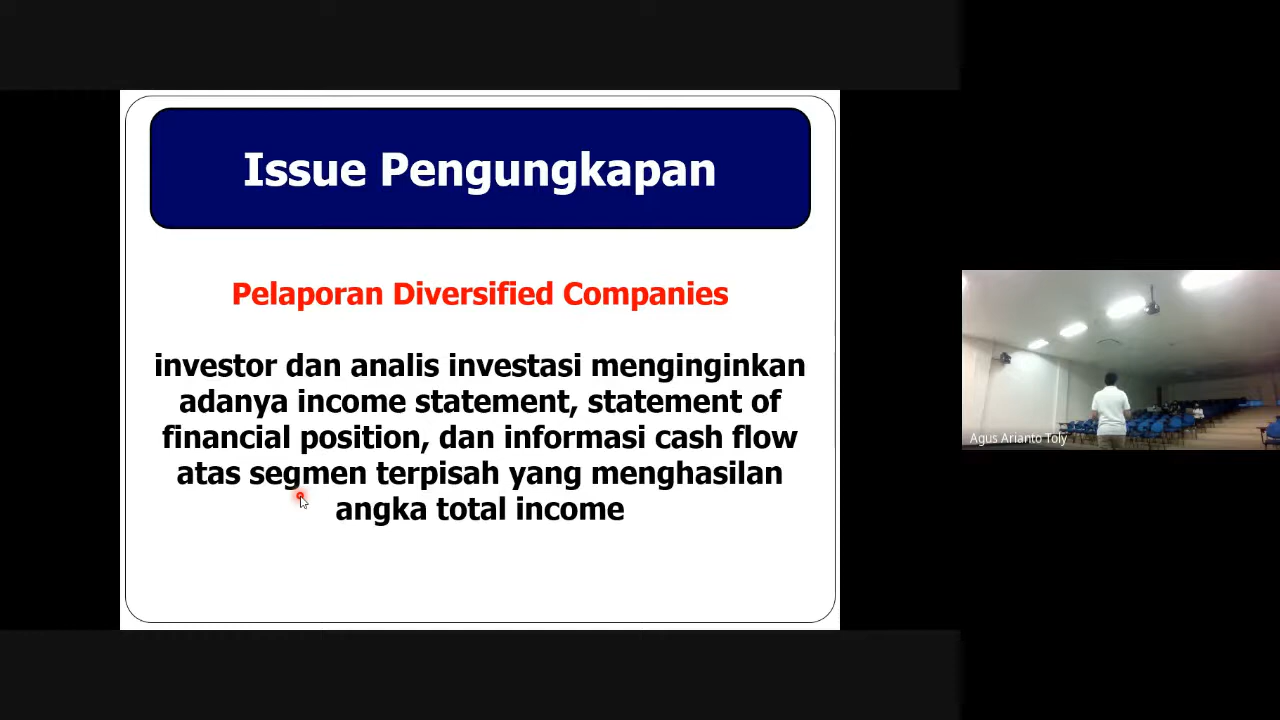 Issue Pengungkapan
Pelaporan Diversified Companies
investor dan analis investasi menginginkan
adanya income statement, statement of
financial position, dan informasi cash flow
atas segmen terpisah yang menghasilan
angka total income
Agus Arianto Toly